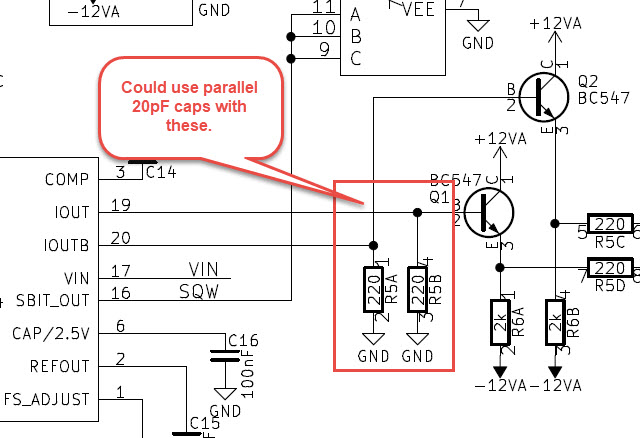 -12VA
GND
11 A
10 B
9 C
7
VEE
GND
+12VA
C
1
B
2
Q2
BC547
E
3
Could use parallel
20pF caps with
these.
+12VA
C
1
BC547
Q1
B
2
E
3
COMP 3
C14
IOUT 19
IOUTB 20
VIN 17 VIN
SBIT_OUT 16 SQW
CAP/2.5V 6
REFOUT 2
FS_ADJUST 1
C16
100nF
GND
C15
1
220
R5A
2
GND
4
220
R5B
3
GND
5 220 6
R5C
7 220 8
R5D
1
2k
R6A
2
-12VA
4
2k
R6B
3
-12VA